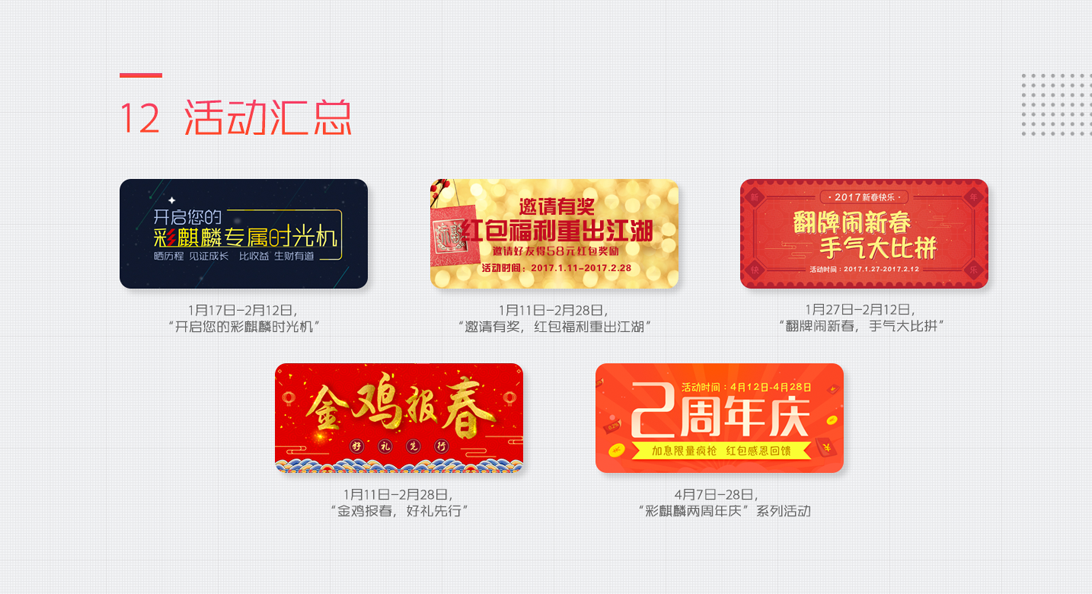 12 活动汇总
开启您的
彩麒麟专属时光机
晒历程 见证成长 比收益 生财有道
1月17日-2月12日,
“开启您的彩麒麟时光机”
邀请有奖
红包福利重出江湖
邀请好友得58元红包奖励
活动时间：2017.1.11-2017.2.28
1月11日-2月28日,
“邀请有奖, 红包福利重出江湖”
·2017新春快乐·
翻牌闹新春
手气大比拼
活动时间：2017.1.27-2017.2.12
1月27日-2月12日,
“翻牌闹新春, 手气大比拼”
金鸡报春
好礼先行
1月11日-2月28日,
“金鸡报春, 好礼先行”
活动时间：4月12日-4月28日
2周年庆
加息限量疯抢 红包感恩回馈
4月7日-28日,
“彩麒麟两周年庆”系列活动